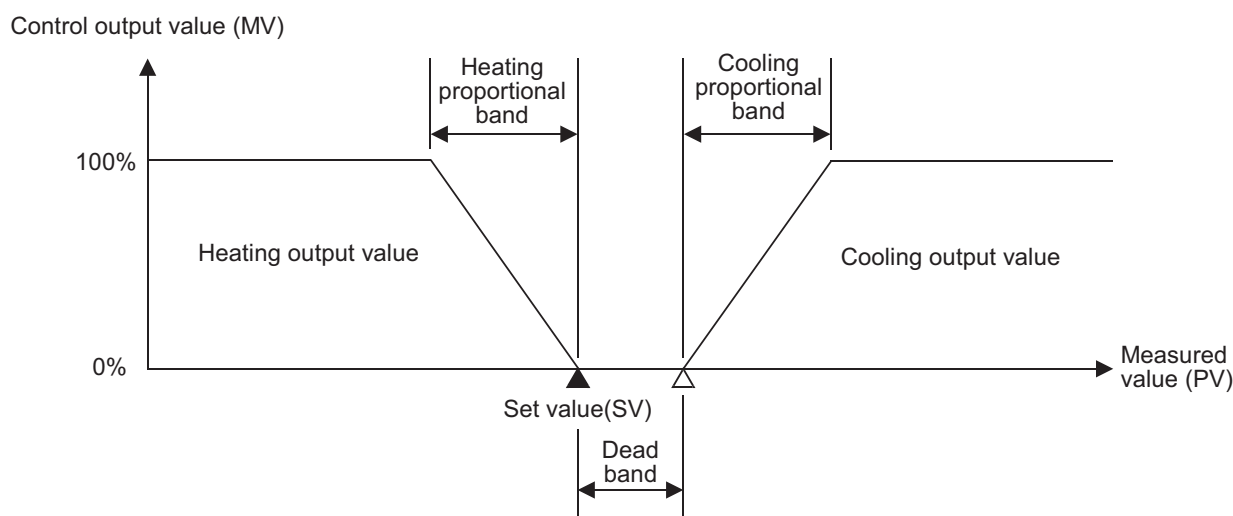 Control output value (MV)
Heating
proportional
band
Cooling
proportional
band
100%
Heating output value
Cooling output value
0%
Measured
value (PV)
Set value(SV)
Dead
band